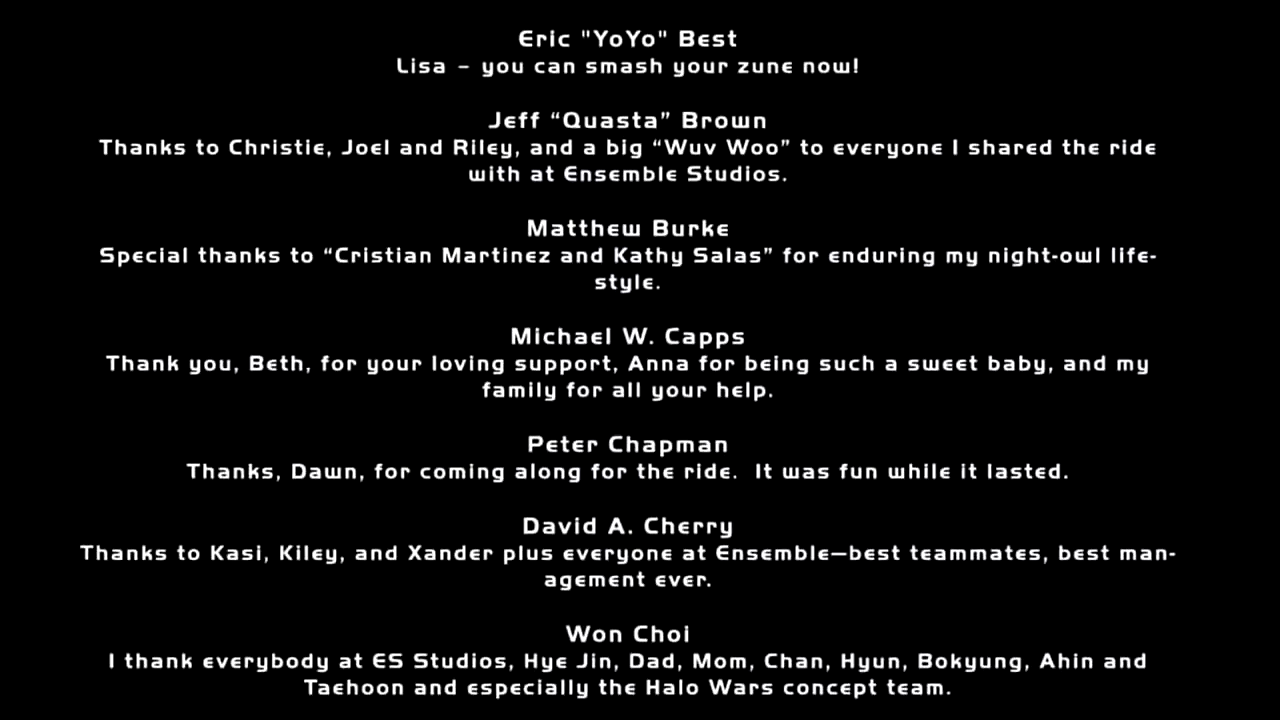 Eric "YoYo" Best
Lisa – you can smash your zune now!
Jeff “Quasta” Brown
Thanks to Christie, Joel and Riley, and a big “Wuv Woo” to everyone I shared the ride
with at Ensemble Studios.
Matthew Burke
Special thanks to “Cristian Martinez and Kathy Salas” for enduring my night-owl life-
style.
Michael W. Capps
Thank you, Beth, for your loving support, Anna for being such a sweet baby, and my
family for all your help.
Peter Chapman
Thanks, Dawn, for coming along for the ride.  It was fun while it lasted.
David A. Cherry
Thanks to Kasi, Kiley, and Xander plus everyone at Ensemble—best teammates, best man-
agement ever.
Won Choi
I thank everybody at ES Studios, Hye Jin, Dad, Mom, Chan, Hyun, Bokyung, Ahin and
Taehoon and especially the Halo Wars concept team.